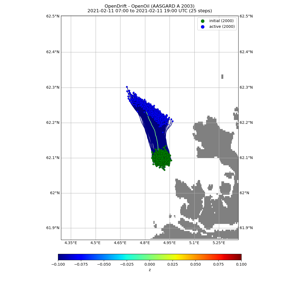 OpenDrift - OpenOil (AASGARD A 2003)
2021-02-11 07:00 to 2021-02-11 19:00 UTC (25 steps)
62.5°N 62.5°N
initial (2000)
active (2000)
62.4°N 62.4°N
62.3°N 62.3°N
62.2°N 62.2°N
62.1°N 62.1°N
62°N 62°N
61.9°N 61.9°N
4.35°E 4.5°E 4.65°E 4.8°E 4.95°E 5.1°E 5.25°E
-0.100 -0.075 -0.050 -0.025 0.000 0.025 0.050 0.075 0.100
z